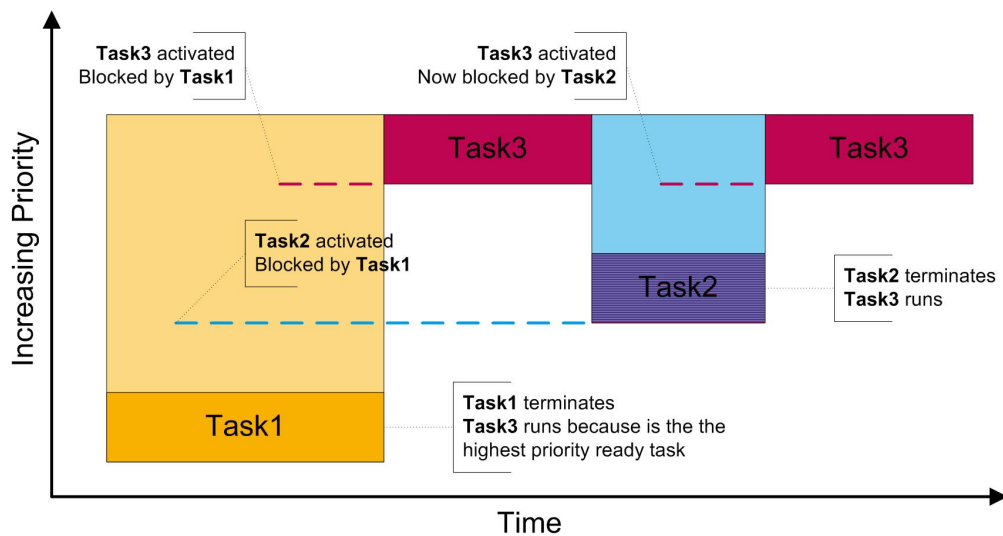 Task3 activated
Blocked by Task1
Task3 activated
Now blocked by Task2
Task3
Task3
Increasing Priority
Task2 activated
Blocked by Task1
Task2
Task2 terminates
Task3 runs
Task1
Task1 terminates
Task3 runs because is the the
highest priority ready task
Time